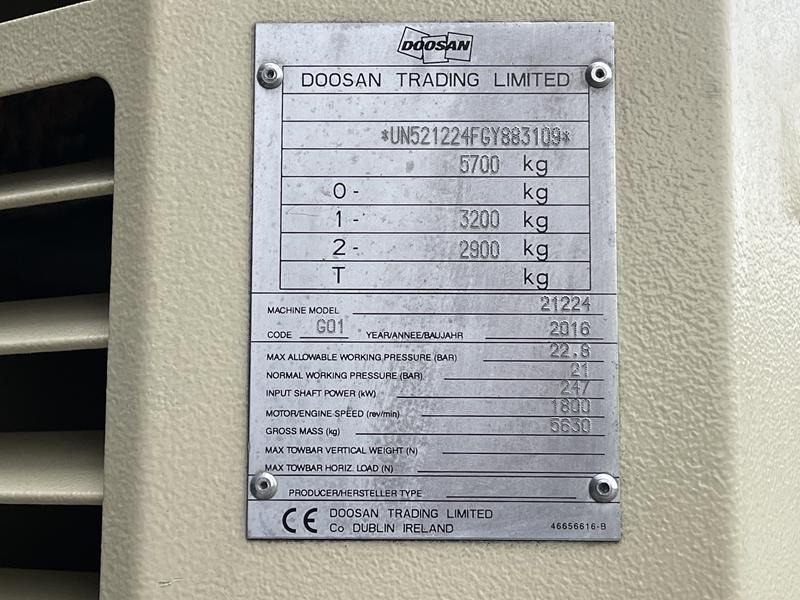 DOOSAN
DOOSAN TRADING LIMITED
*UN521224FGY883109*
5700 kg
0- kg
1- 3200 kg
2- 2900 kg
T kg
MACHINE MODEL 21224
CODE G01 YEAR/ANNEE/BAUJAHR 2016
MAX ALLOWABLE WORKING PRESSURE (BAR) 22,8
NORMAL WORKING PRESSURE (BAR) 21
INPUT SHAFT POWER (kW) 247
MOTOR/ENGINE SPEED (rev/min) 1800
GROSS MASS (kg) 5630
MAX TOWBAR VERTICAL WEIGHT (N)
MAX TOWBAR HORIZ. LOAD (N)
PRODUCER/HERSTELLER TYPE
CE DOOSAN TRADING LIMITED
Co DUBLIN IRELAND 46656616-B